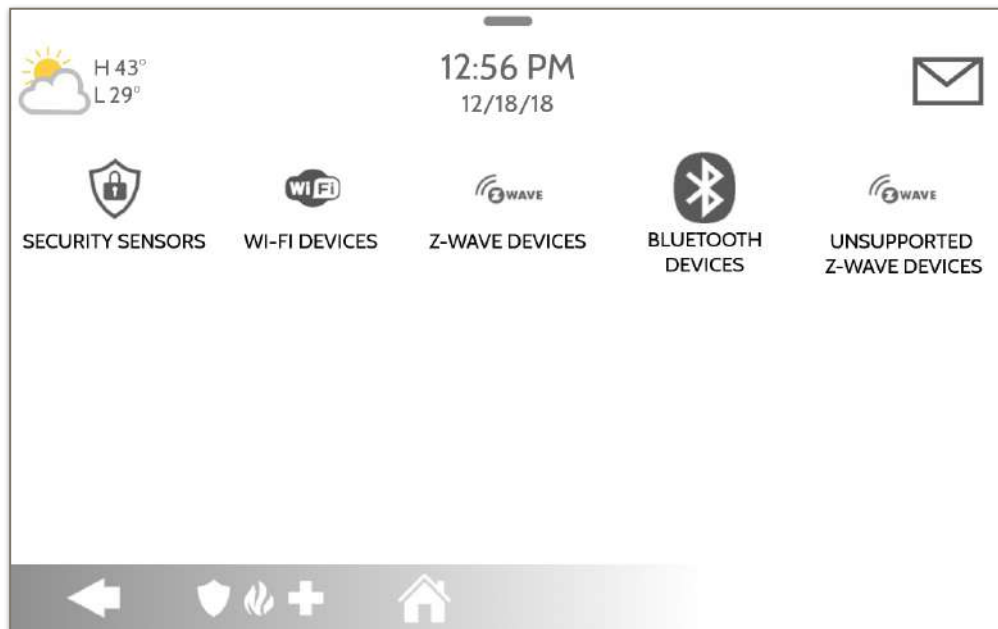 H 43°
L 29°
12:56 PM
12/18/18
Wi Fi
Z WAVE
Z WAVE
SECURITY SENSORS
WI-FI DEVICES
Z-WAVE DEVICES
BLUETOOTH
DEVICES
UNSUPPORTED
Z-WAVE DEVICES